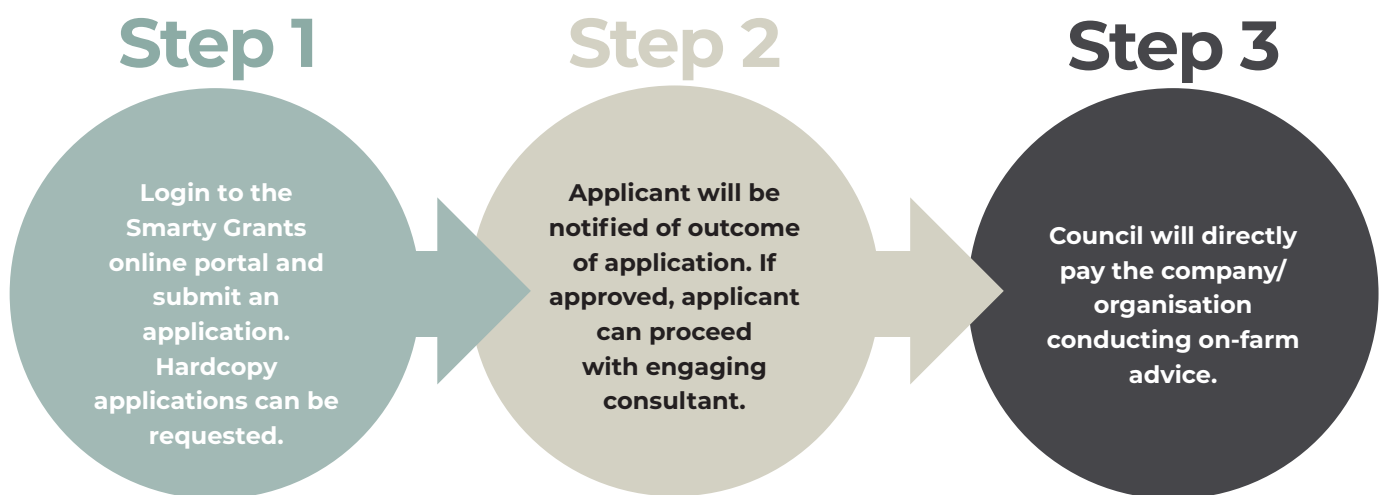 Step 1
Login to the
Smarty Grants
online portal and
submit an
application.
Hardcopy
applications can be
requested.
Step 2
Applicant will be
notified of outcome
of application. If
approved, applicant
can proceed
with engaging
consultant.
Step 3
Council will directly
pay the company/
organisation
conducting on-farm
advice.